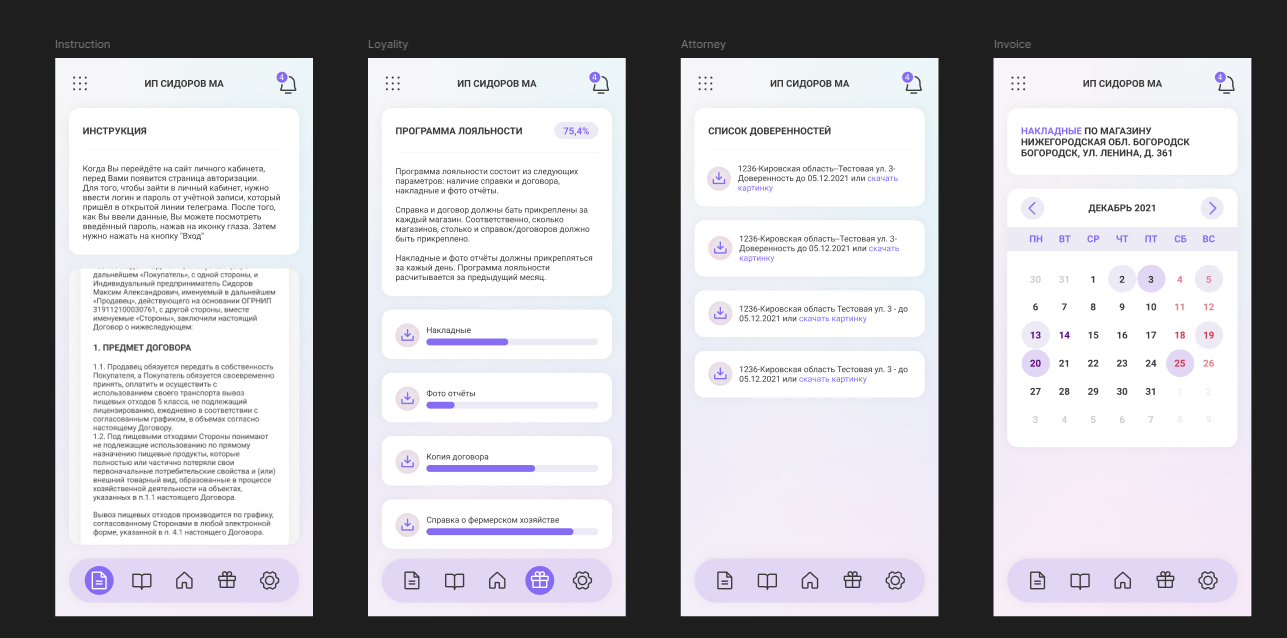 Instruction
ИП СИДОРОВ МА
4
ИНСТРУКЦИЯ
Когда Вы перейдёте на сайт личного кабинета,
перед Вами появится страница авторизации.
Для того, чтобы зайти в личный кабинет, нужно
ввести логин и пароль от учётной записи, который
пришёл в открытой линии телеграма. После того,
как Вы ввели данные, Вы можете посмотреть
введённый пароль, нажав на иконку глаза. Затем
нужно нажать на кнопку "Вход"
дальнейшем «Покупатель», с одной стороны, и
Индивидуальный предприниматель Сидоров
Максим Александрович, именуемый в дальнейшем
«Продавец», действующего на основании ОГРНИП
319112100030761, с другой стороны, вместе
именуемые «Стороны», заключили настоящий
Договор о нижеследующем:
1. ПРЕДМЕТ ДОГОВОРА
1.1. Продавец обязуется передать в собственность
Покупателя, а Покупатель обязуется своевременно
принять, оплатить и осуществить с
использованием своего транспорта вывоз
пищевых отходов 5 класса, не подлежащий
лицензированию, ежедневно в соответствии с
согласованным графиком, в объемах согласно
настоящему Договору.
1.2. Под пищевыми отходами Стороны понимают
не подлежащие использованию по прямому
назначению пищевые продукты, которые
полностью или частично потеряли свои
первоначальные потребительские свойства и (или)
внешний товарный вид, образованные в процессе
хозяйственной деятельности на объектах,
указанных в п.1.1 настоящего Договора.
Вывоз пищевых отходов производится по графику,
согласованному Сторонами в любой электронной
форме, указанной в п. 4.1 настоящего Договора.
Loyality
ИП СИДОРОВ МА
4
ПРОГРАММА ЛОЯЛЬНОСТИ 75,4%
Программа лояльности состоит из следующих
параметров: наличие справки и договора,
накладные и фото отчёты.
Справка и договор должны бать прикреплены за
каждый магазин. Соответственно, сколько
магазинов, столько и справок/договоров должно
быть прикреплено.
Накладные и фото отчёты должны прикрепляться
за каждый день. Программа лояльности
расчитывается за предыдущий месяц.
Накладные
Фото отчёты
Копия договора
Справка о фермерском хозяйстве
Attorney
ИП СИДОРОВ МА
4
СПИСОК ДОВЕРЕННОСТЕЙ
1236-Кировская область–Тестовая ул. 3-
Доверенность до 05.12.2021 или скачать
картинку
1236-Кировская область–Тестовая ул. 3-
Доверенность до 05.12.2021 или скачать
картинку
1236-Кировская область Тестовая ул. 3 - до
05.12.2021 или скачать картинку
1236-Кировская область Тестовая ул. 3 - до
05.12.2021 или скачать картинку
Invoice
ИП СИДОРОВ МА
4
НАКЛАДНЫЕ ПО МАГАЗИНУ
НИЖЕГОРОДСКАЯ ОБЛ. БОГОРОДСК
БОГОРОДСК, УЛ. ЛЕНИНА, Д. 361
ДЕКАБРЬ 2021
ПН ВТ СР ЧТ ПТ СБ ВС
30 31 1 2 3 4 5
6 7 8 9 10 11 12
13 14 15 16 17 18 19
20 21 22 23 24 25 26
27 28 29 30 31 1 2
3 4 5 6 7 8 9